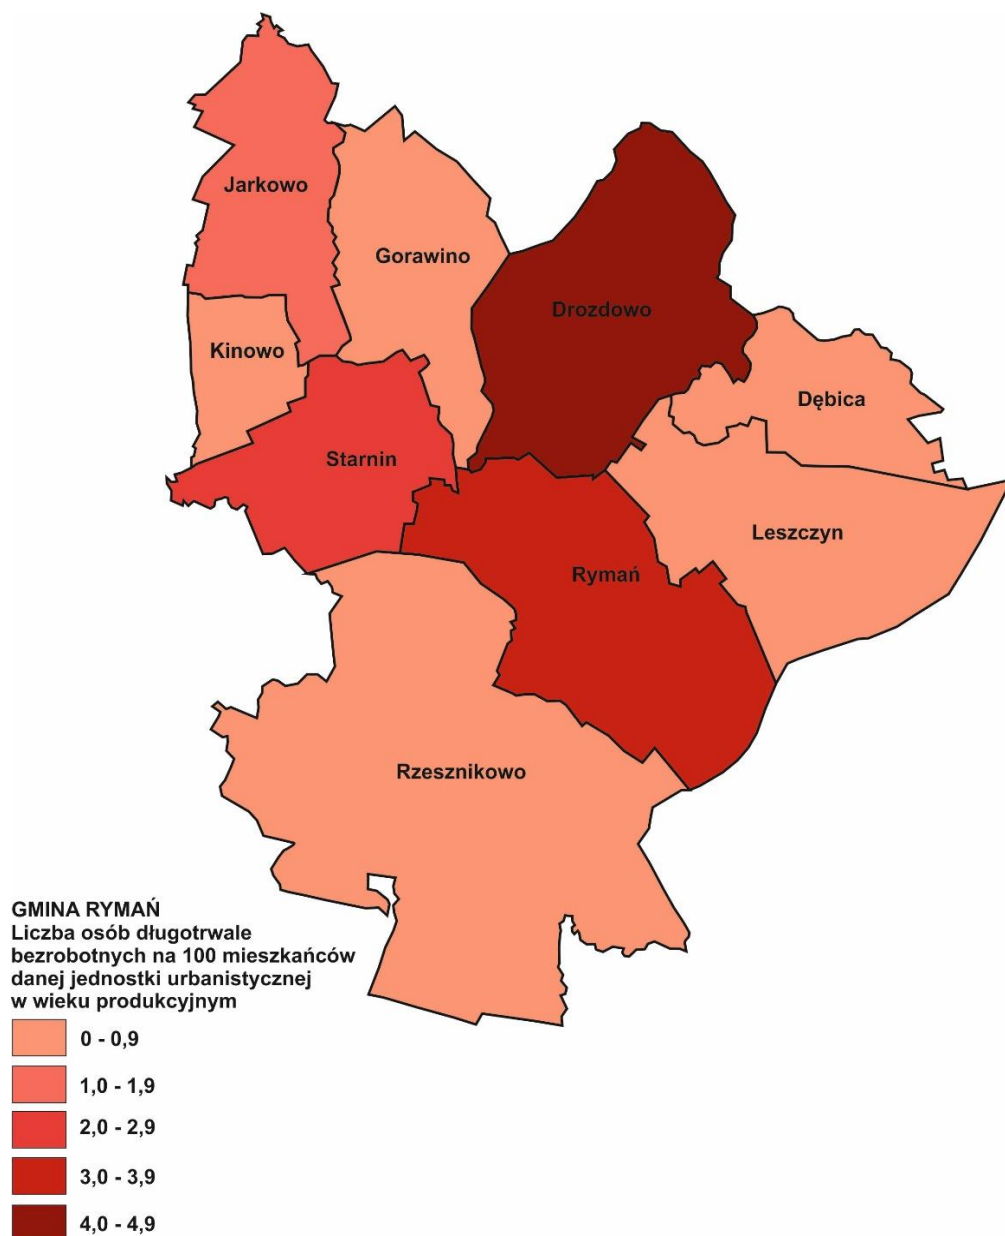 Jarkowo
Gorawino
Drozdowo
Kinowo
Dębica
Starnin
Leszczyn
Rymań
Rzesznikowo
GMINA RYMAŃ
Liczba osób długotrwale
bezrobotnych na 100 mieszkańców
danej jednostki urbanistycznej
w wieku produkcyjnym
0 - 0,9
1,0 - 1,9
2,0 - 2,9
3,0 - 3,9
4,0 - 4,9